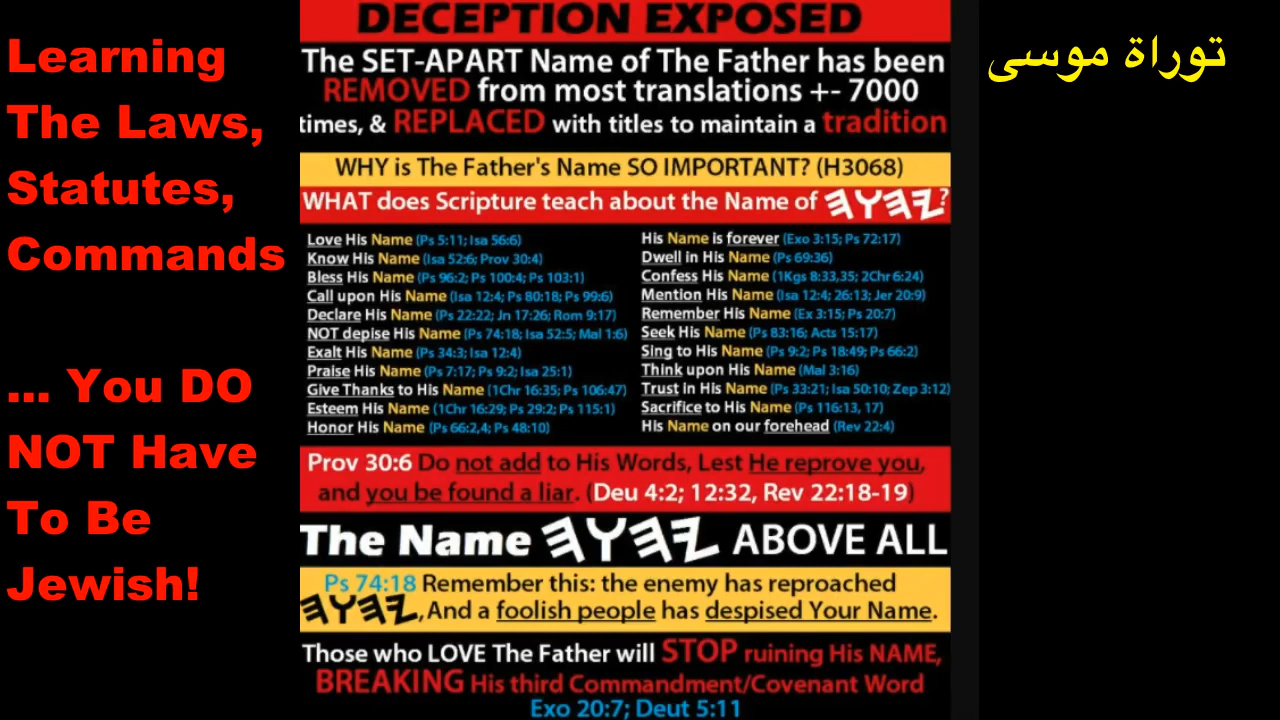 Learning
The Laws,
Statutes,
Commands
... You DO
NOT Have
To Be
Jewish!
DECEPTION EXPOSED
The SET-APART Name of The Father has been
REMOVED from most translations +- 7000
times, & REPLACED with titles to maintain a tradition
WHY is The Father's Name SO IMPORTANT? (H3068)
WHAT does Scripture teach about the Name of 𐤉𐤄𐤅𐤄?
Love His Name (Ps 5:11; Isa 56:6)
Know His Name (Isa 52:6; Prov 30:4)
Bless His Name (Ps 96:2; Ps 100:4; Ps 103:1)
Call upon His Name (Isa 12:4; Ps 80:18; Ps 99:6)
Declare His Name (Ps 22:22; Jn 17:26; Rom 9:17)
NOT depise His Name (Ps 74:18; Isa 52:5; Mal 1:6)
Exalt His Name (Ps 34:3; Isa 12:4)
Praise His Name (Ps 7:17; Ps 9:2; Isa 25:1)
Give Thanks to His Name (1Chr 16:35; Ps 106:47)
Esteem His Name (1Chr 16:29; Ps 29:2; Ps 115:1)
Honor His Name (Ps 66:2,4; Ps 48:10)
His Name is forever (Exo 3:15; Ps 72:17)
Dwell in His Name (Ps 69:36)
Confess His Name (1Kgs 8:33,35; 2Chr 6:24)
Mention His Name (Isa 12:4; 26:13; Jer 20:9)
Remember His Name (Ex 3:15; Ps 20:7)
Seek His Name (Ps 83:16; Acts 15:17)
Sing to His Name (Ps 9:2; Ps 18:49; Ps 66:2)
Think upon His Name (Mal 3:16)
Trust in His Name (Ps 33:21; Isa 50:10; Zep 3:12)
Sacrifice to His Name (Ps 116:13, 17)
His Name on our forehead (Rev 22:4)
Prov 30:6 Do not add to His Words, Lest He reprove you,
and you be found a liar. (Deu 4:2; 12:32, Rev 22:18-19)
The Name 𐤉𐤄𐤅𐤄 ABOVE ALL
Ps 74:18 Remember this: the enemy has reproached
𐤉𐤄𐤅𐤄, And a foolish people has despised Your Name.
Those who LOVE The Father will STOP ruining His NAME,
BREAKING His third Commandment/Covenant Word
Exo 20:7; Deut 5:11
توراة موسى